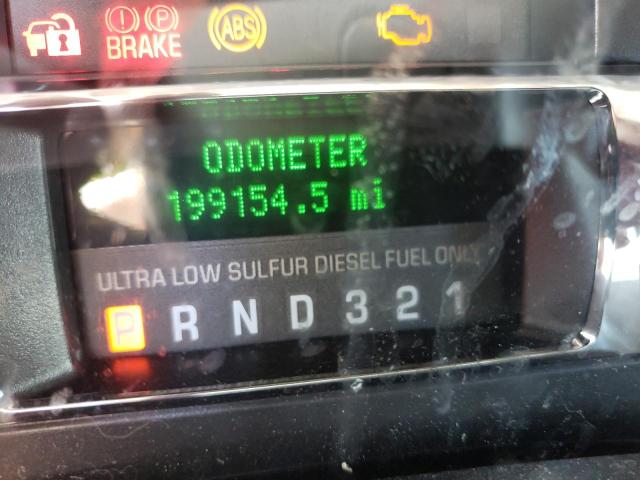 (!) (P) (ABS)
BRAKE
ODOMETER
199154.5 mi
ULTRA LOW SULFUR DIESEL FUEL ONLY
P R N D 3 2 1